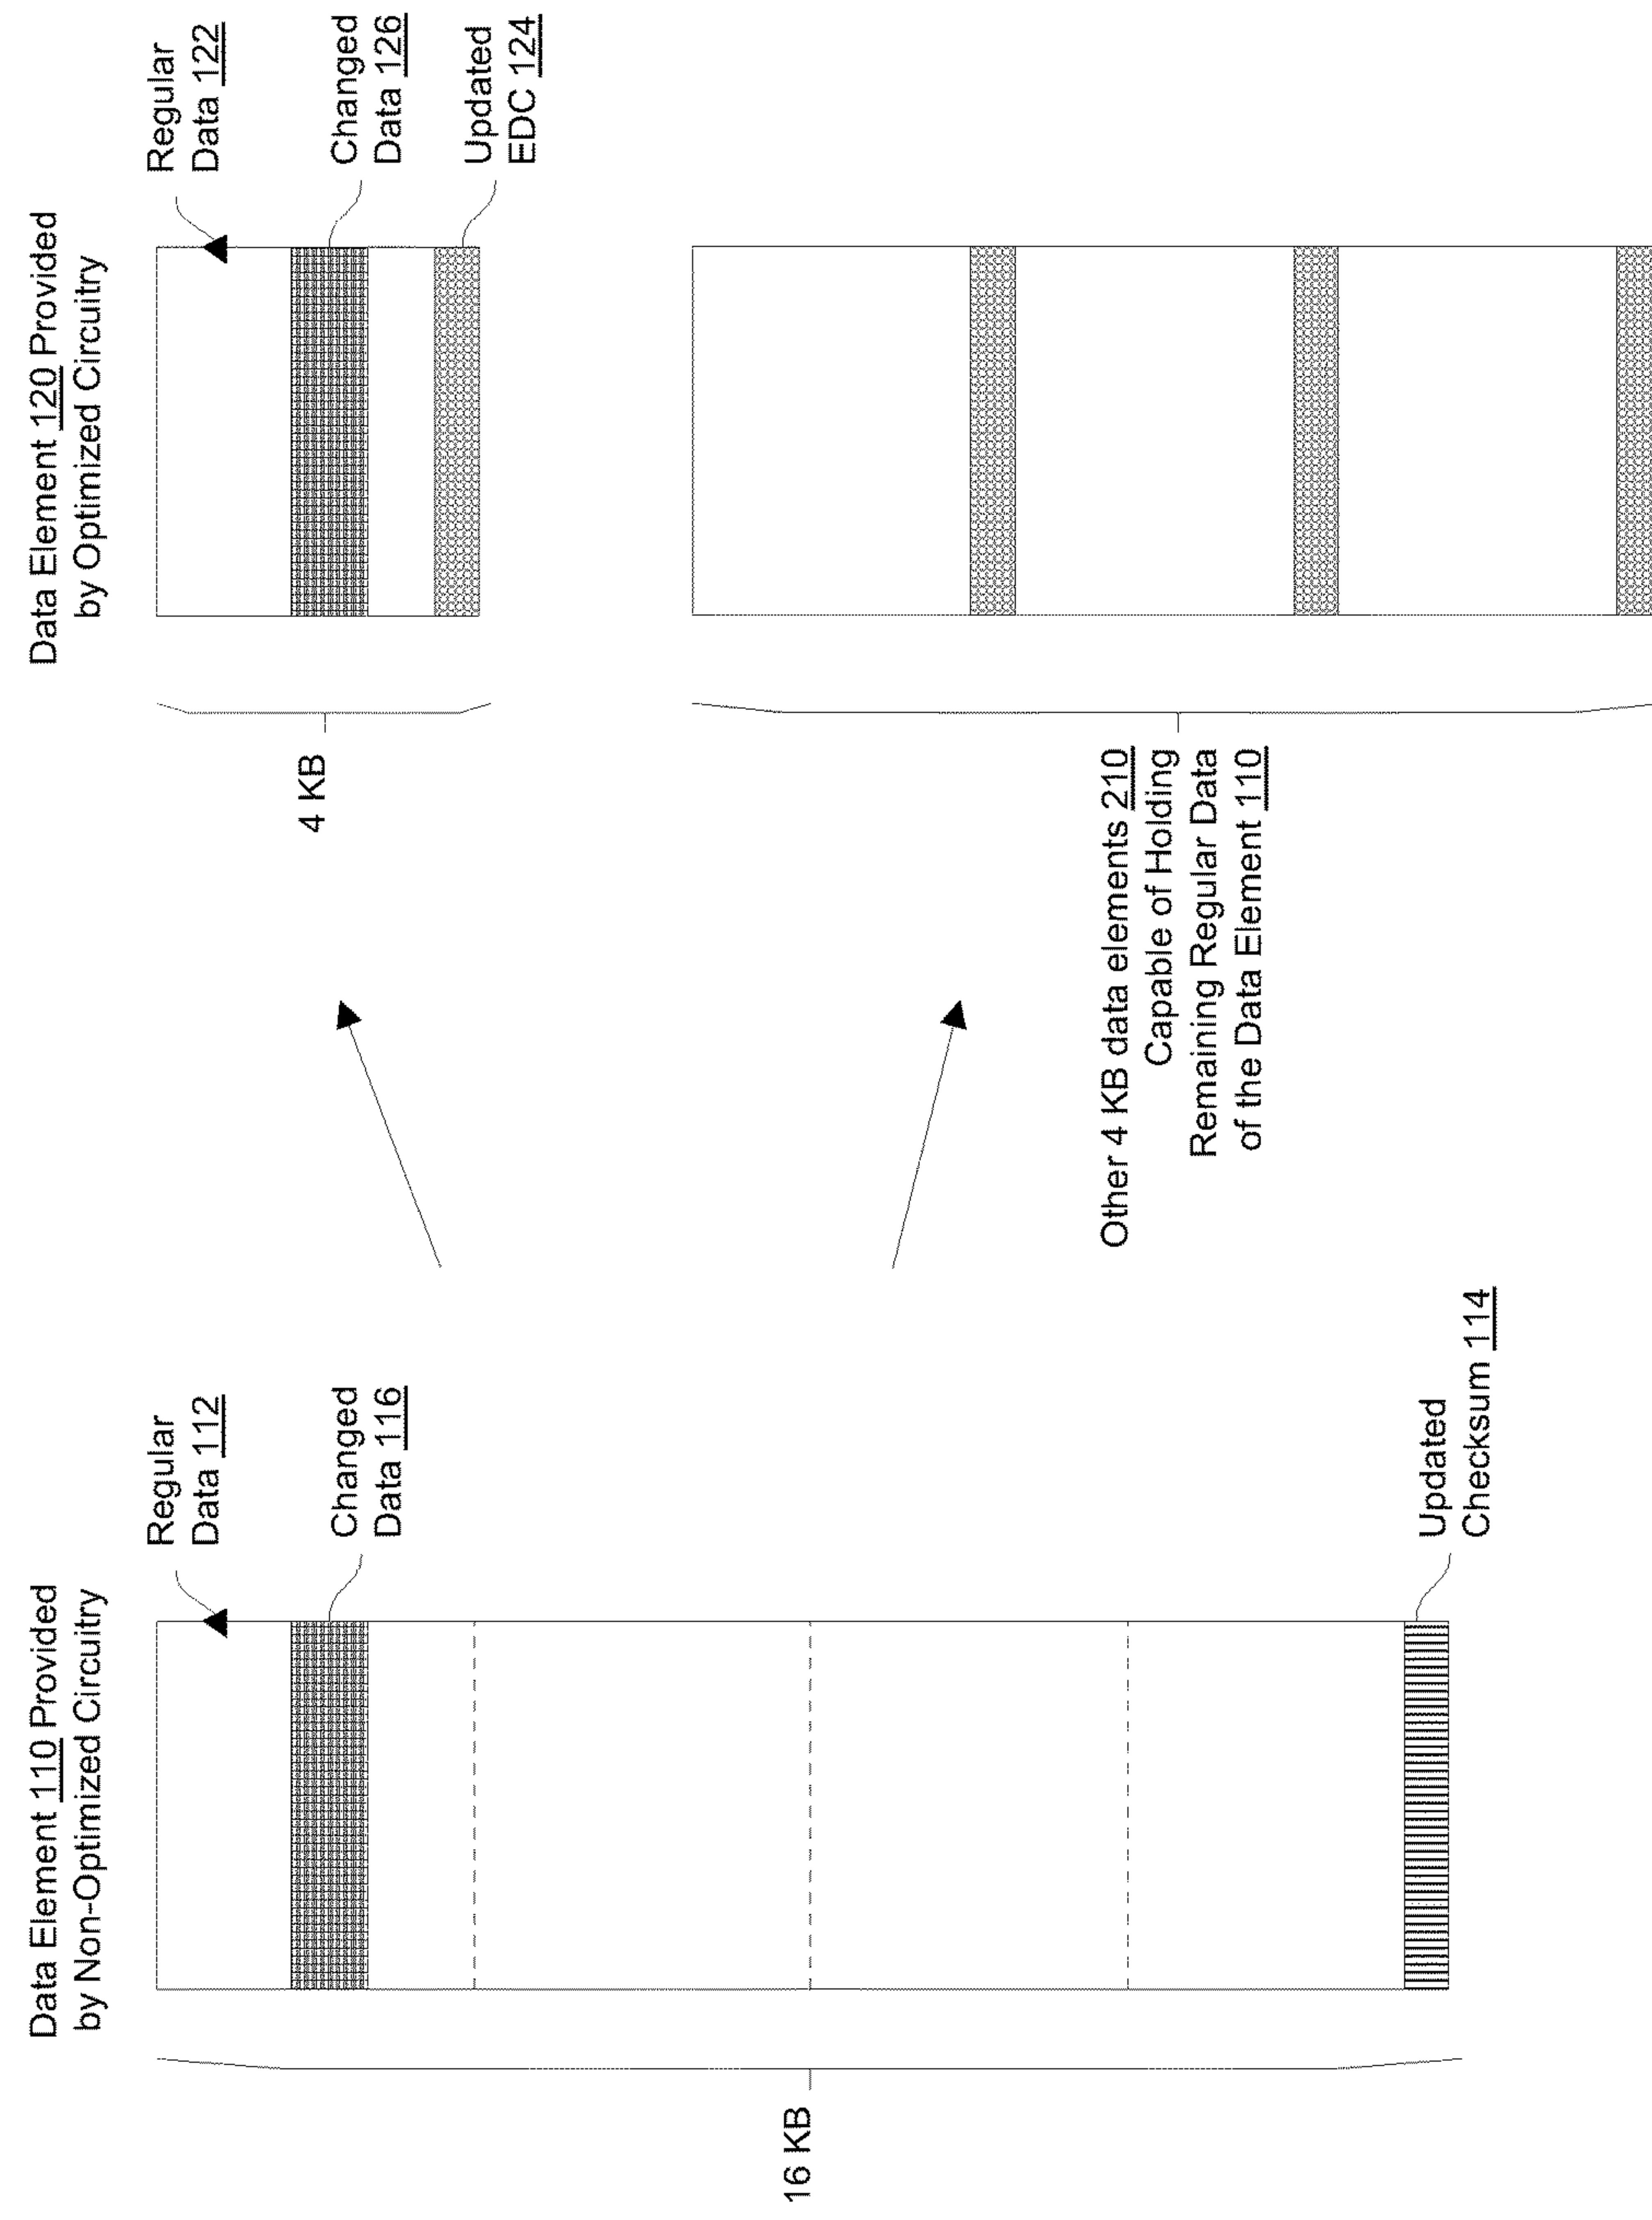 Data Element 110 Provided
by Non-Optimized Circuitry
Regular
Data 112
Changed
Data 116
16 KB
Updated
Checksum 114
Data Element 120 Provided
by Optimized Circuitry
Regular
Data 122
Changed
Data 126
Updated
EDC 124
4 KB
Other 4 KB data elements 210
Capable of Holding
Remaining Regular Data
of the Data Element 110